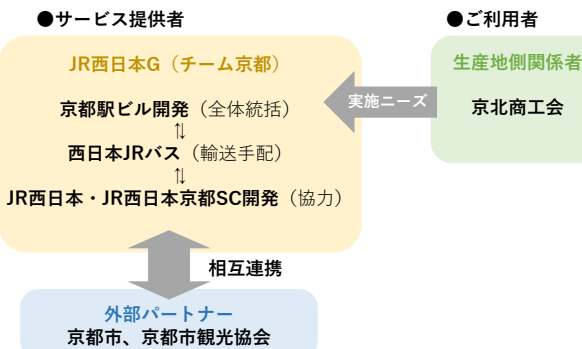 ●サービス提供者
●ご利用者
JR西日本G（チーム京都）
京都駅ビル開発（全体統括）
⇅
西日本JRバス（輸送手配）
⇅
JR西日本・JR西日本京都SC開発（協力）
実施ニーズ
生産地側関係者
京北商工会
相互連携
外部パートナー
京都市、京都市観光協会